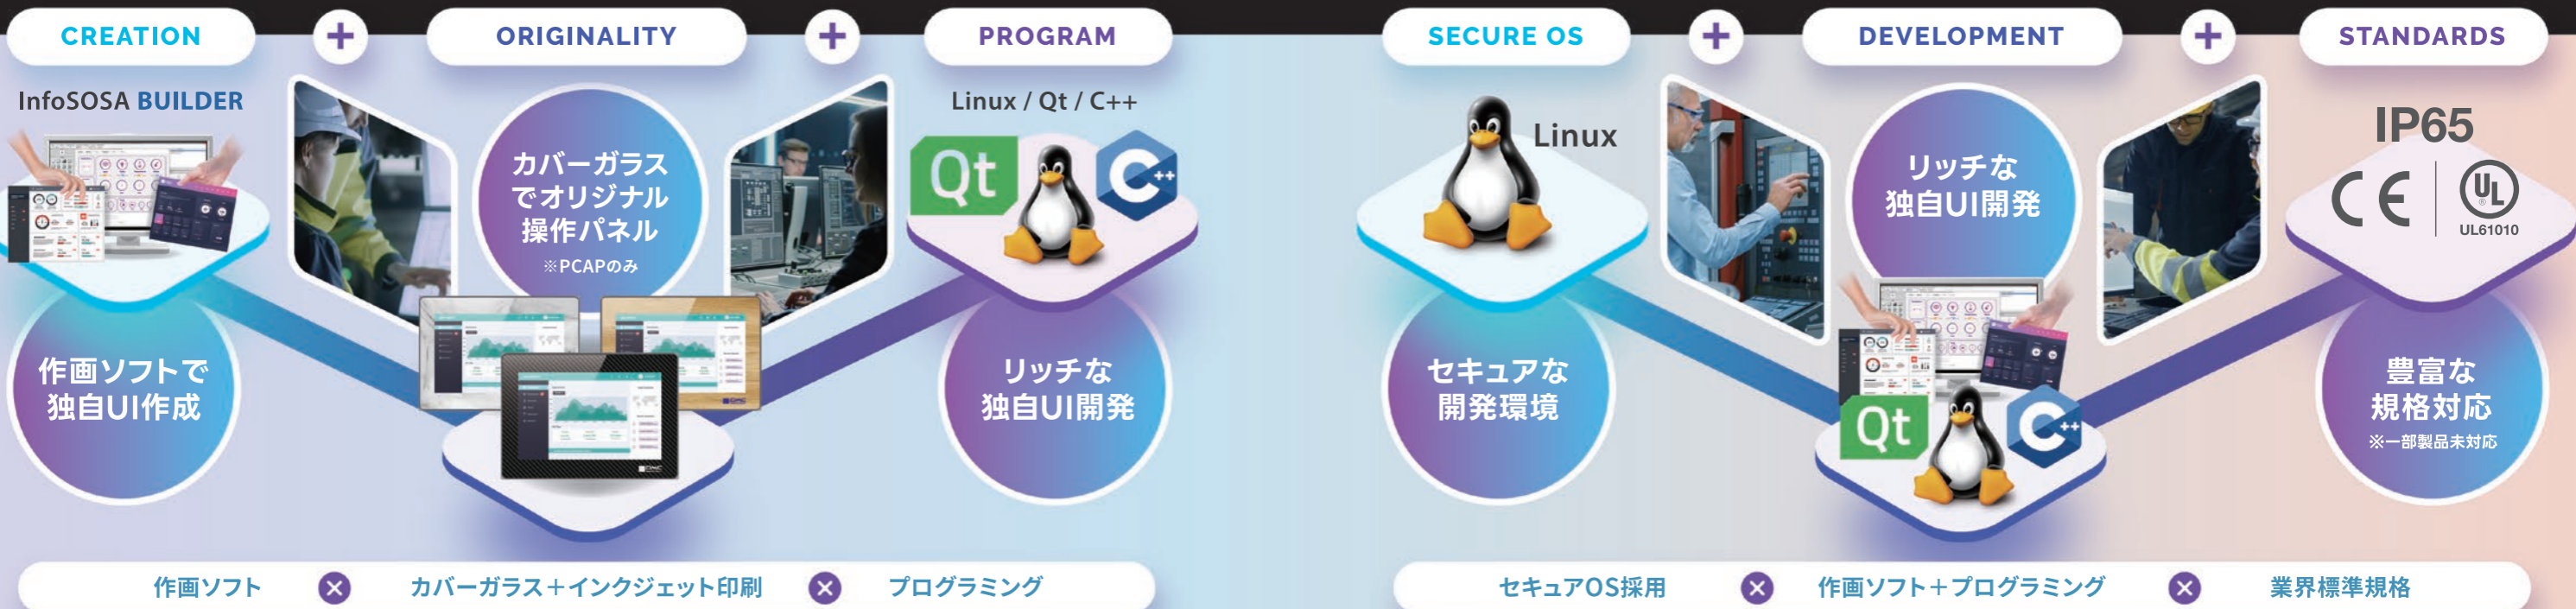 CREATION
+
ORIGINALITY
+
PROGRAM
InfoSOSA BUILDER
カバーガラス
でオリジナル
操作パネル
※PCAPのみ
Linux / Qt / C++
Qt
C++
作画ソフトで
独自UI作成
リッチな
独自UI開発
作画ソフト
×
カバーガラス＋インクジェット印刷
×
プログラミング
SECURE OS
+
DEVELOPMENT
+
STANDARDS
Linux
リッチな
独自UI開発
IP65
CE
UL
®
UL61010
セキュアな
開発環境
Qt
C++
豊富な
規格対応
※一部製品未対応
セキュアOS採用
×
作画ソフト＋プログラミング
×
業界標準規格